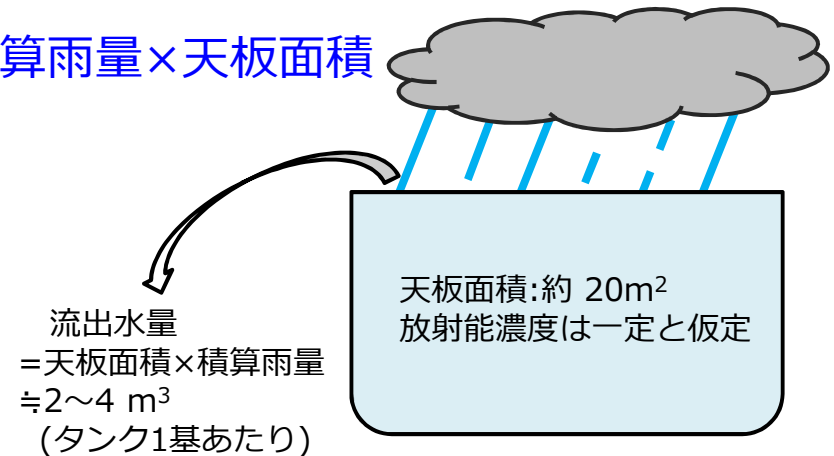 算雨量×天板面積
天板面積:約 20m²
放射能濃度は一定と仮定
流出水量
=天板面積×積算雨量
≒2～4 m³
(タンク1基あたり)